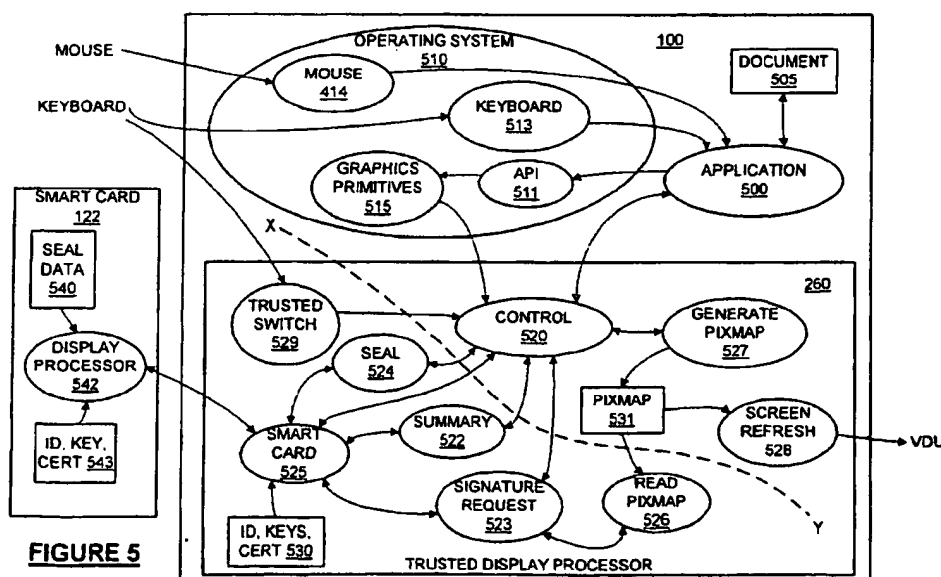 MOUSE
KEYBOARD
OPERATING SYSTEM
510
MOUSE
414
KEYBOARD
513
GRAPHICS
PRIMITIVES
515
API
511
100
DOCUMENT
505
APPLICATION
500
SMART CARD
122
SEAL
DATA
540
DISPLAY
PROCESSOR
542
ID, KEY,
CERT 543
X
260
TRUSTED
SWITCH
529
CONTROL
520
GENERATE
PIXMAP
527
SEAL
524
PIXMAP
531
SCREEN
REFRESH
528
VDU
SUMMARY
522
SMART
CARD
525
SIGNATURE
REQUEST
523
READ
PIXMAP
526
Y
ID, KEYS,
CERT 530
TRUSTED DISPLAY PROCESSOR
FIGURE 5